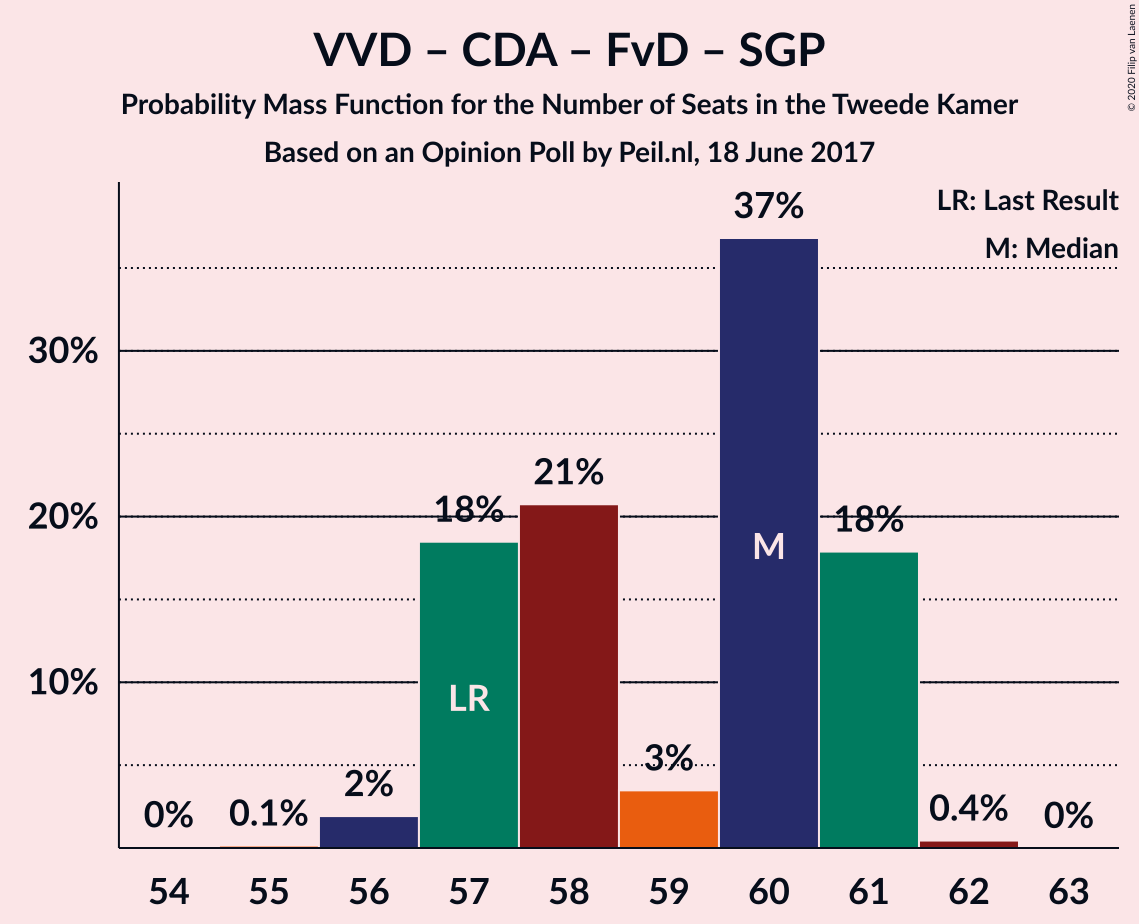 VVD – CDA – FvD – SGP
Probability Mass Function for the Number of Seats in the Tweede Kamer
Based on an Opinion Poll by Peil.nl, 18 June 2017
© 2020 Filip van Laenen
LR: Last Result
M: Median
30%
20%
10%
0%
0.1%
2%
18%
21%
3%
37%
18%
0.4%
0%
LR
M
54 55 56 57 58 59 60 61 62 63